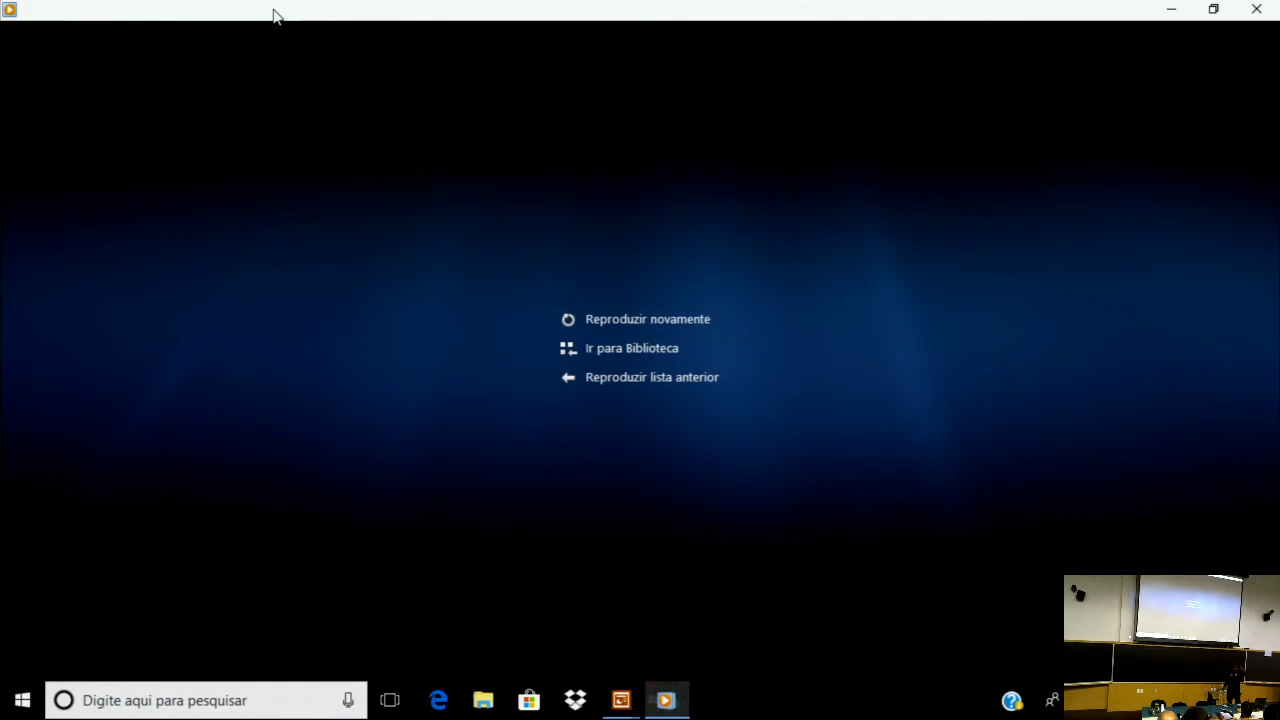 Reproduzir novamente
Ir para Biblioteca
Reproduzir lista anterior
Digite aqui para pesquisar